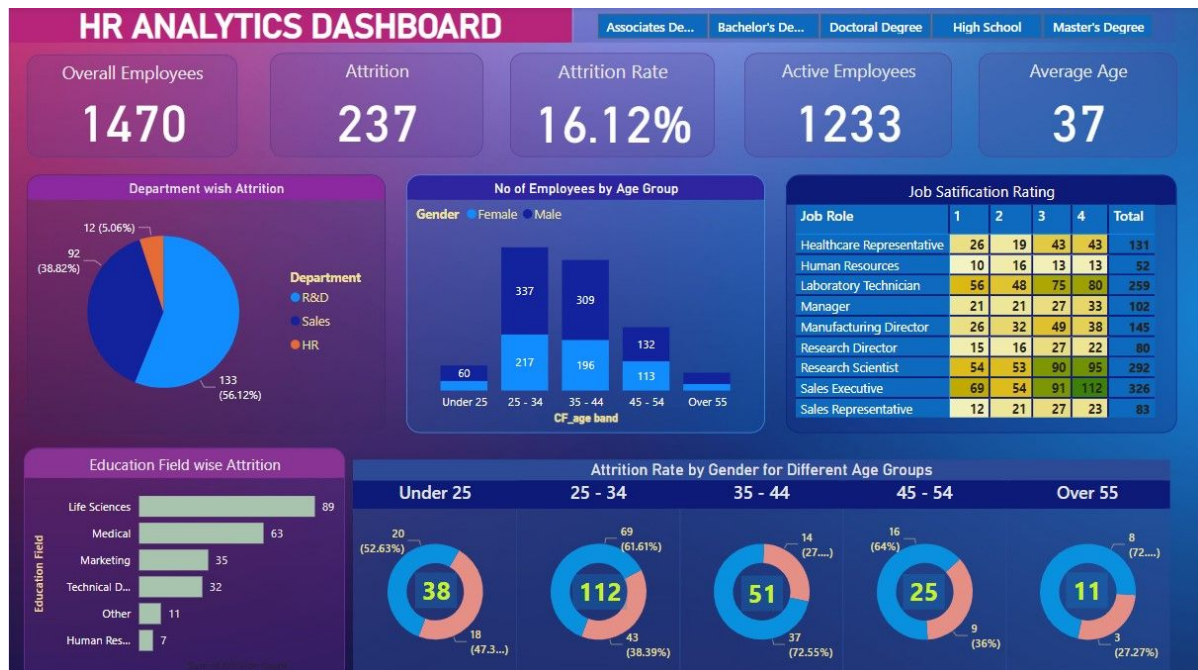 HR ANALYTICS DASHBOARD
Associates De... Bachelor's De... Doctoral Degree High School Master's Degree
Overall Employees Attrition Attrition Rate Active Employees Average Age
1470 237 16.12% 1233 37
Department wish Attrition
12 (5.06%)
92
(38.82%)
Department
R&D
Sales
HR
133
(56.12%)
No of Employees by Age Group
Gender Female Male
337 309
132
217 196 113
60
Under 25 25 - 34 35 - 44 45 - 54 Over 55
CF_age band
Job Satification Rating
Job Role 1 2 3 4 Total
Healthcare Representative 26 19 43 43 131
Human Resources 10 16 13 13 52
Laboratory Technician 56 48 75 80 259
Manager 21 21 27 33 102
Manufacturing Director 26 32 49 38 145
Research Director 15 16 27 22 80
Research Scientist 54 53 90 95 292
Sales Executive 69 54 91 112 326
Sales Representative 12 21 27 23 83
Education Field wise Attrition
Education Field
Life Sciences 89
Medical 63
Marketing 35
Technical D... 32
Other 11
Human Res... 7
Attrition Rate by Gender for Different Age Groups
Under 25 25 - 34 35 - 44 45 - 54 Over 55
20
(52.63%)
38
18
(47.3...)
69
(61.61%)
112
43
(38.39%)
14
(27....)
51
37
(72.55%)
16
(64%)
25
9
(36%)
8
(72....)
11
3
(27.27%)